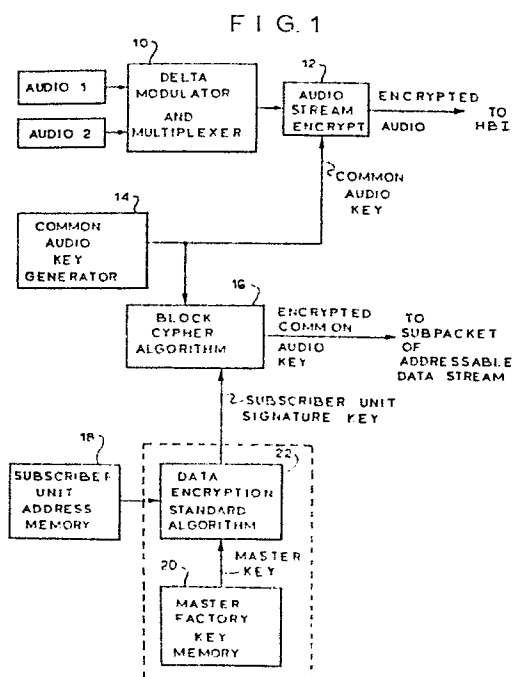 FIG.1
10
AUDIO 1
AUDIO 2
DELTA
MODULATOR
AND
MULTIPLEXER
12
AUDIO
STREAM
ENCRYPT
ENCRYPTED
AUDIO
TO
HBI
COMMON
AUDIO
KEY
14
COMMON
AUDIO
KEY
GENERATOR
16
BLOCK
CYPHER
ALGORITHM
ENCRYPTED
COMMON
AUDIO
KEY
TO
SUBPACKET
OF
ADDRESSABLE
DATA STREAM
SUBSCRIBER UNIT
SIGNATURE KEY
18
SUBSCRIBER
UNIT
ADDRESS
MEMORY
22
DATA
ENCRYPTION
STANDARD
ALGORITHM
MASTER
KEY
20
MASTER
FACTORY
KEY
MEMORY